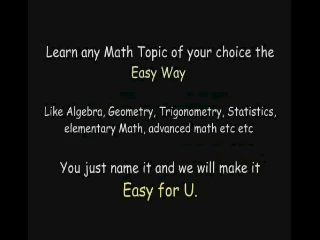 Learn any Math Topic of your choice the
Easy Way
Like Algebra, Geometry, Trigonometry, Statistics,
elementary Math, advanced math etc etc
You just name it and we will make it
Easy for U.